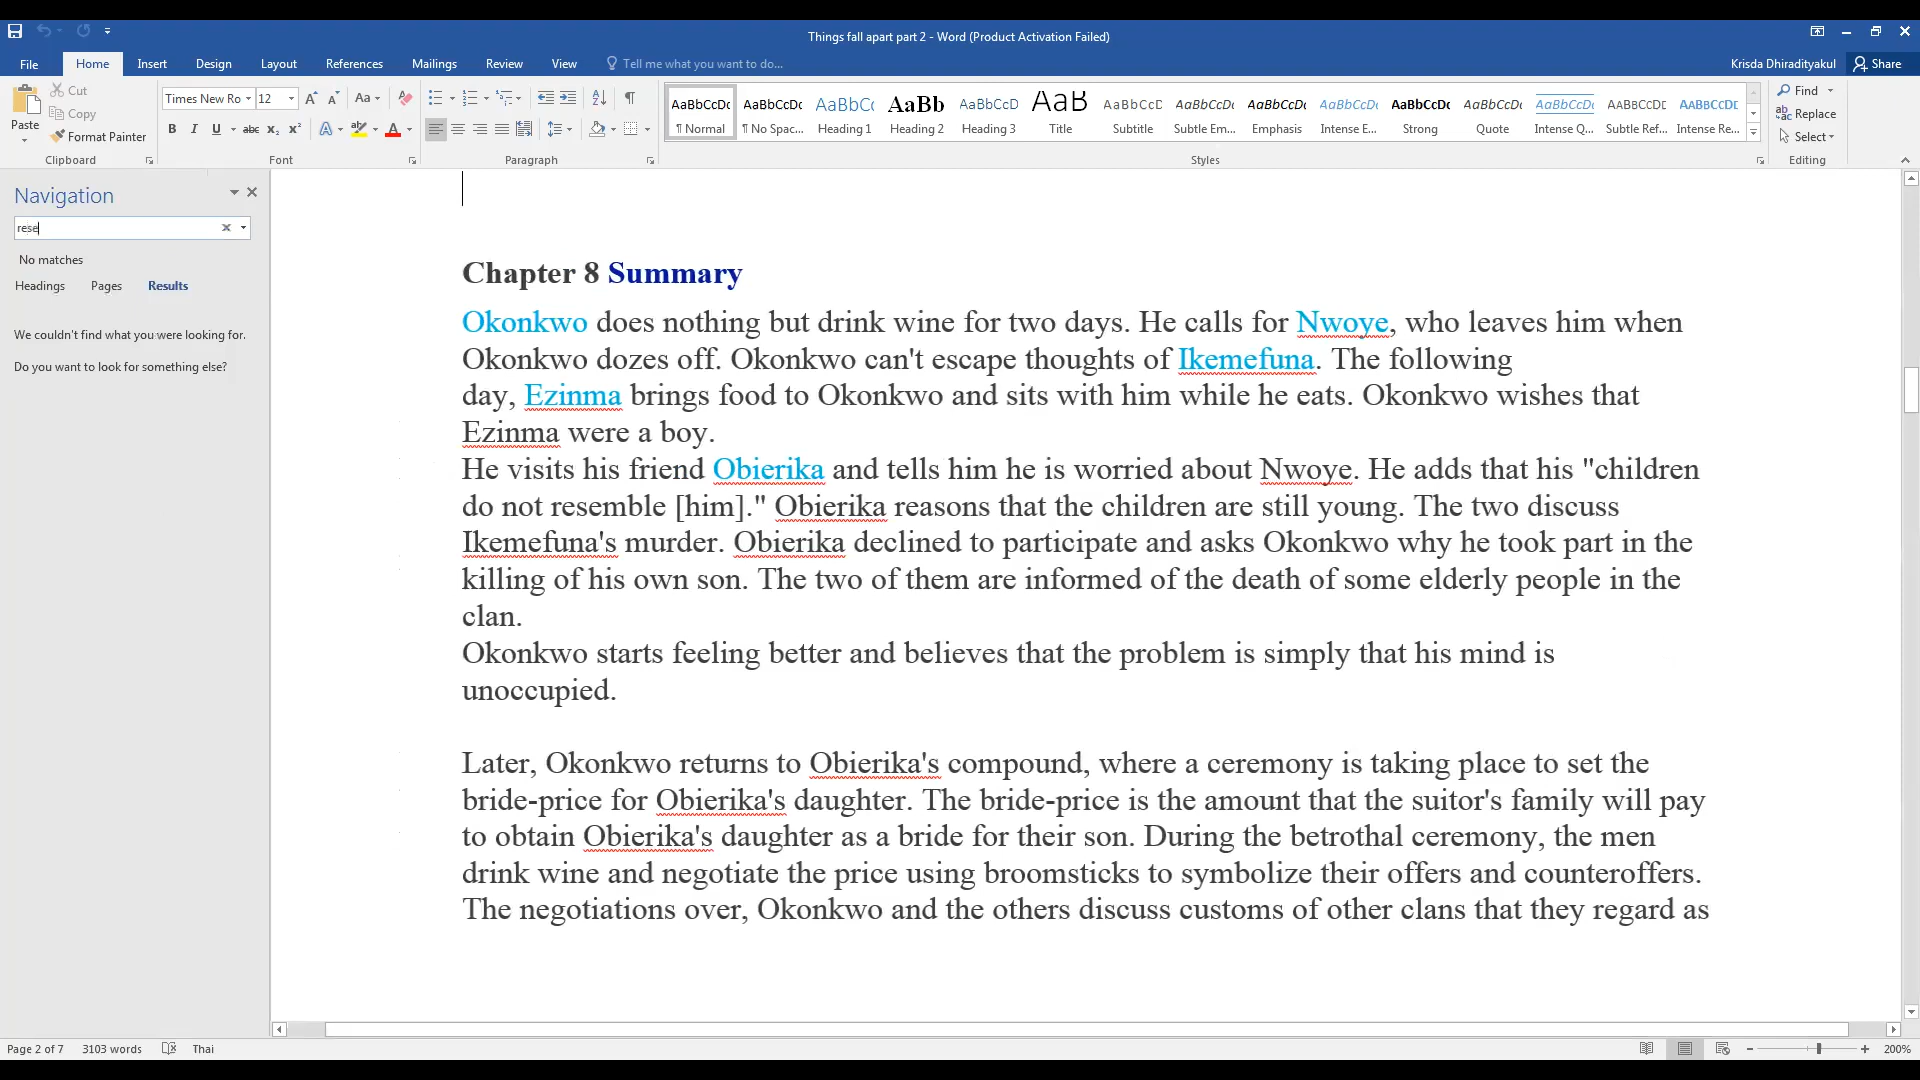 Things fall apart part 2 - Word (Product Activation Failed)
File Home Insert Design Layout References Mailings Review View Tell me what you want to do... Krisda Dhiradityakul Share
Paste Cut Copy Format Painter Clipboard
Times New Ro 12 Aa Font
Paragraph
AaBbCcDc AaBbCcDc AaBbCc AaBb AaBbCcD AaB AaBbCcD AaBbCcDc AaBbCcDc AaBbCcDc AaBbCcDc AaBbCcDc AaBbCcDc AABBCCDE AABBCCDE
¶ Normal ¶ No Spac... Heading 1 Heading 2 Heading 3 Title Subtitle Subtle Em... Emphasis Intense E... Strong Quote Intense Q... Subtle Ref... Intense Re...
Styles
Find Replace Select Editing
Navigation
rese
No matches
Headings Pages Results
We couldn't find what you were looking for.
Do you want to look for something else?
Chapter 8 Summary
Okonkwo does nothing but drink wine for two days. He calls for Nwoye, who leaves him when
Okonkwo dozes off. Okonkwo can't escape thoughts of Ikemefuna. The following
day, Ezinma brings food to Okonkwo and sits with him while he eats. Okonkwo wishes that
Ezinma were a boy.
He visits his friend Obierika and tells him he is worried about Nwoye. He adds that his "children
do not resemble [him]." Obierika reasons that the children are still young. The two discuss
Ikemefuna's murder. Obierika declined to participate and asks Okonkwo why he took part in the
killing of his own son. The two of them are informed of the death of some elderly people in the
clan.
Okonkwo starts feeling better and believes that the problem is simply that his mind is
unoccupied.
Later, Okonkwo returns to Obierika's compound, where a ceremony is taking place to set the
bride-price for Obierika's daughter. The bride-price is the amount that the suitor's family will pay
to obtain Obierika's daughter as a bride for their son. During the betrothal ceremony, the men
drink wine and negotiate the price using broomsticks to symbolize their offers and counteroffers.
The negotiations over, Okonkwo and the others discuss customs of other clans that they regard as
Page 2 of 7 3103 words Thai 200%